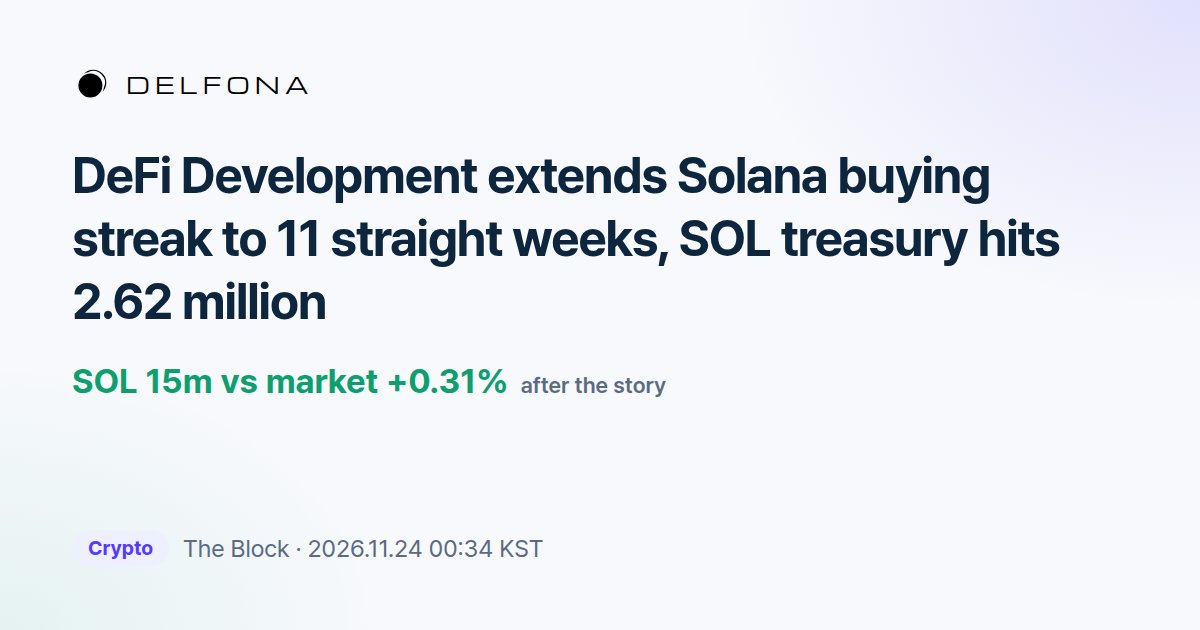 DELFONA
DeFi Development extends Solana buying
streak to 11 straight weeks, SOL treasury hits
2.62 million
SOL 15m vs market +0.31% after the story
Crypto The Block · 2026.11.24 00:34 KST